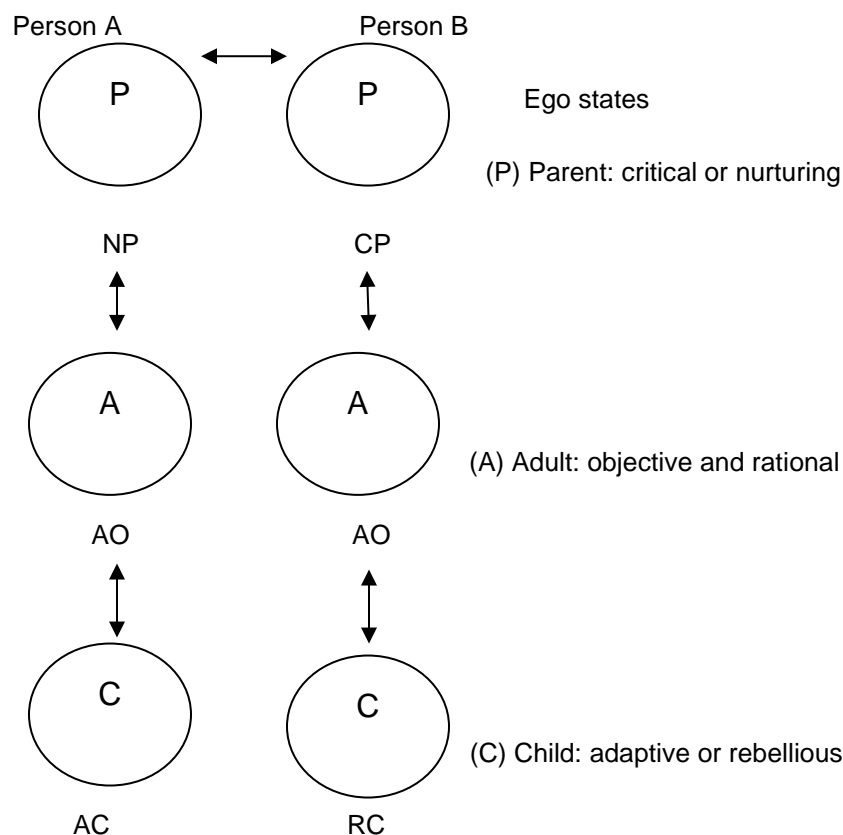 Person A Person B
P P
Ego states
(P) Parent: critical or nurturing
NP CP
A A
(A) Adult: objective and rational
AO AO
C C
(C) Child: adaptive or rebellious
AC RC